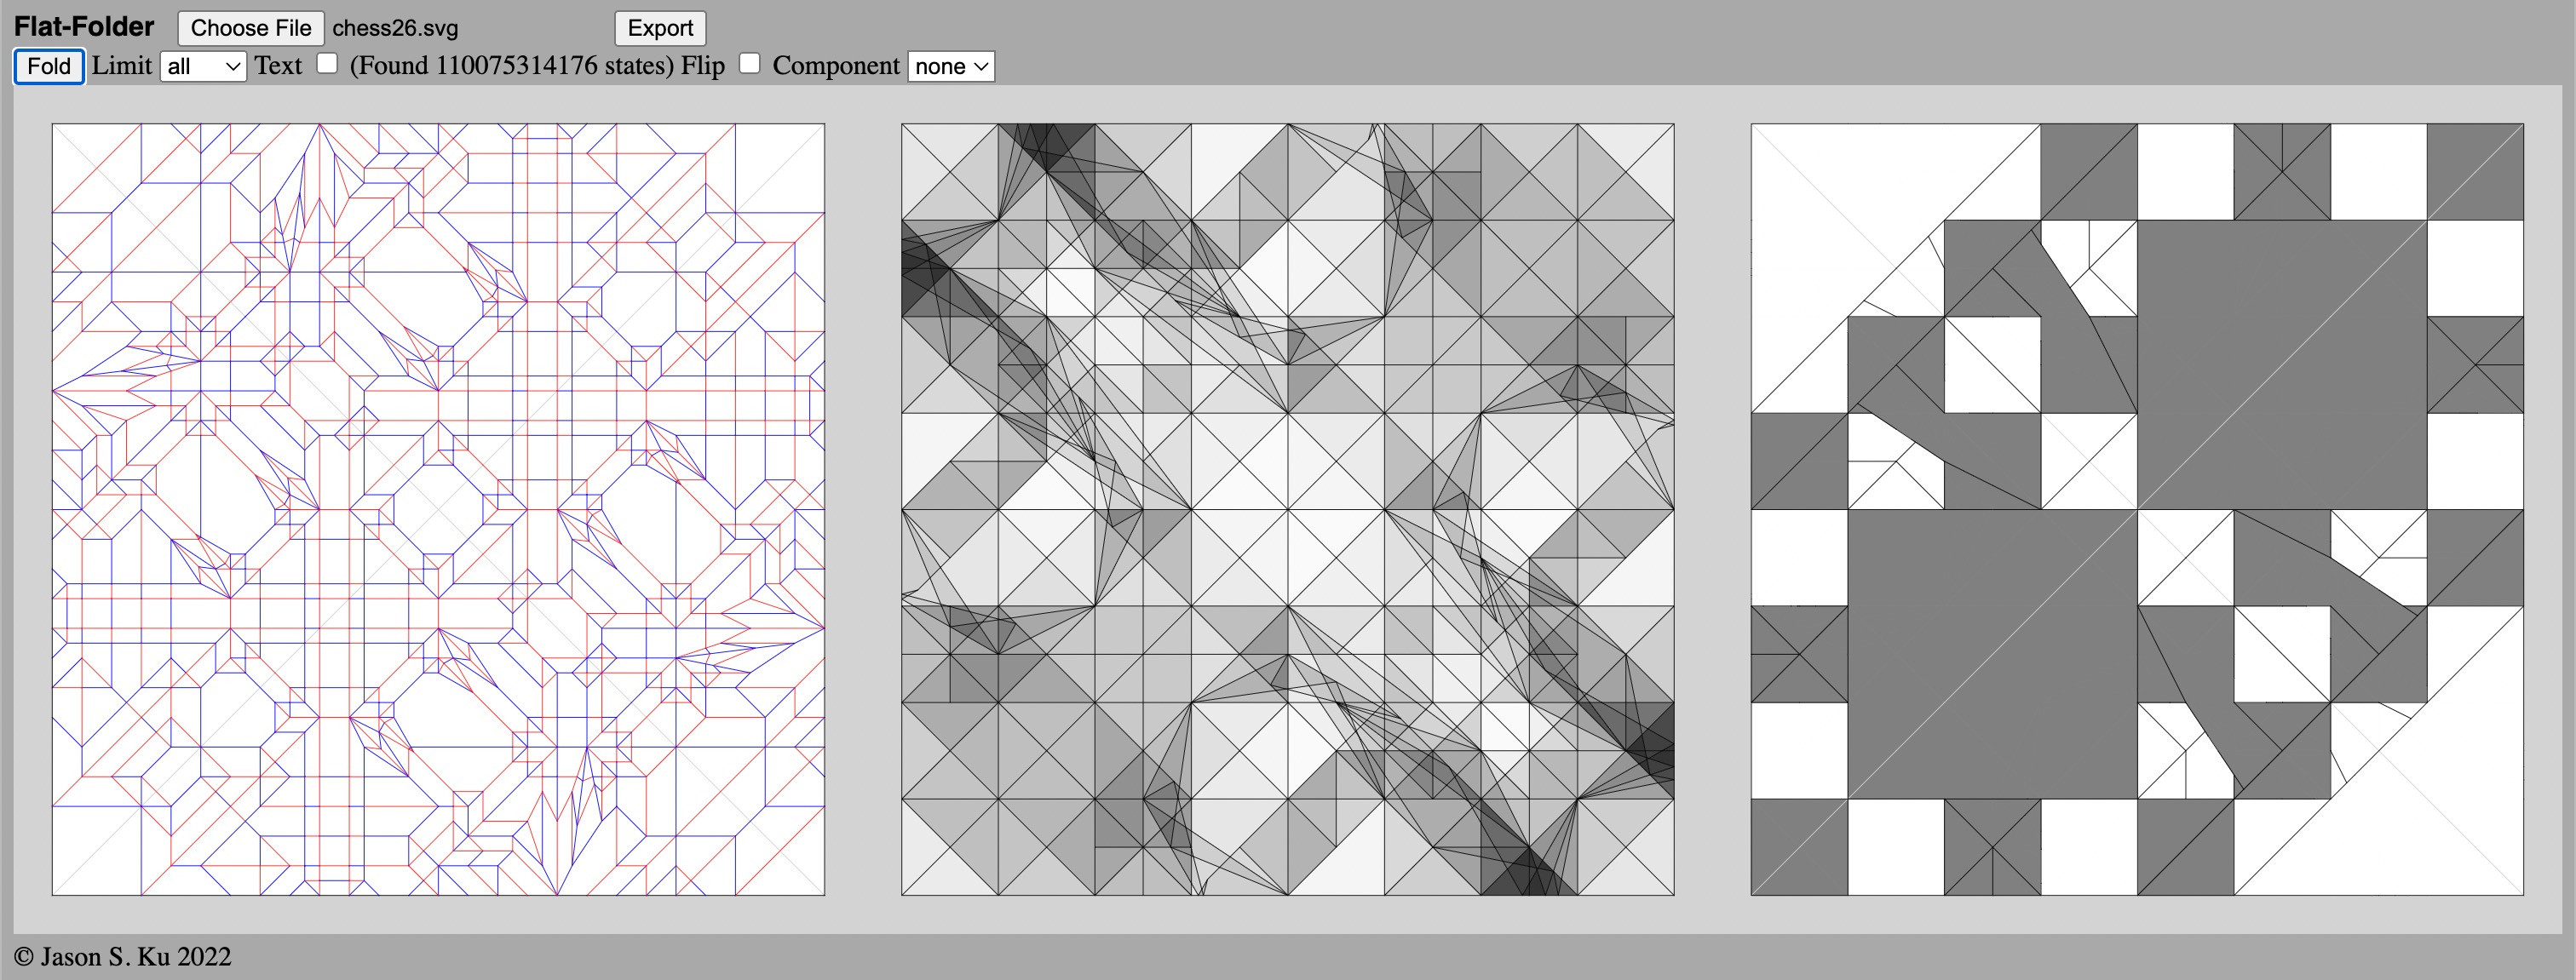 Flat-Folder Choose File chess26.svg Export
Fold Limit all Text (Found 110075314176 states) Flip Component none
© Jason S. Ku 2022